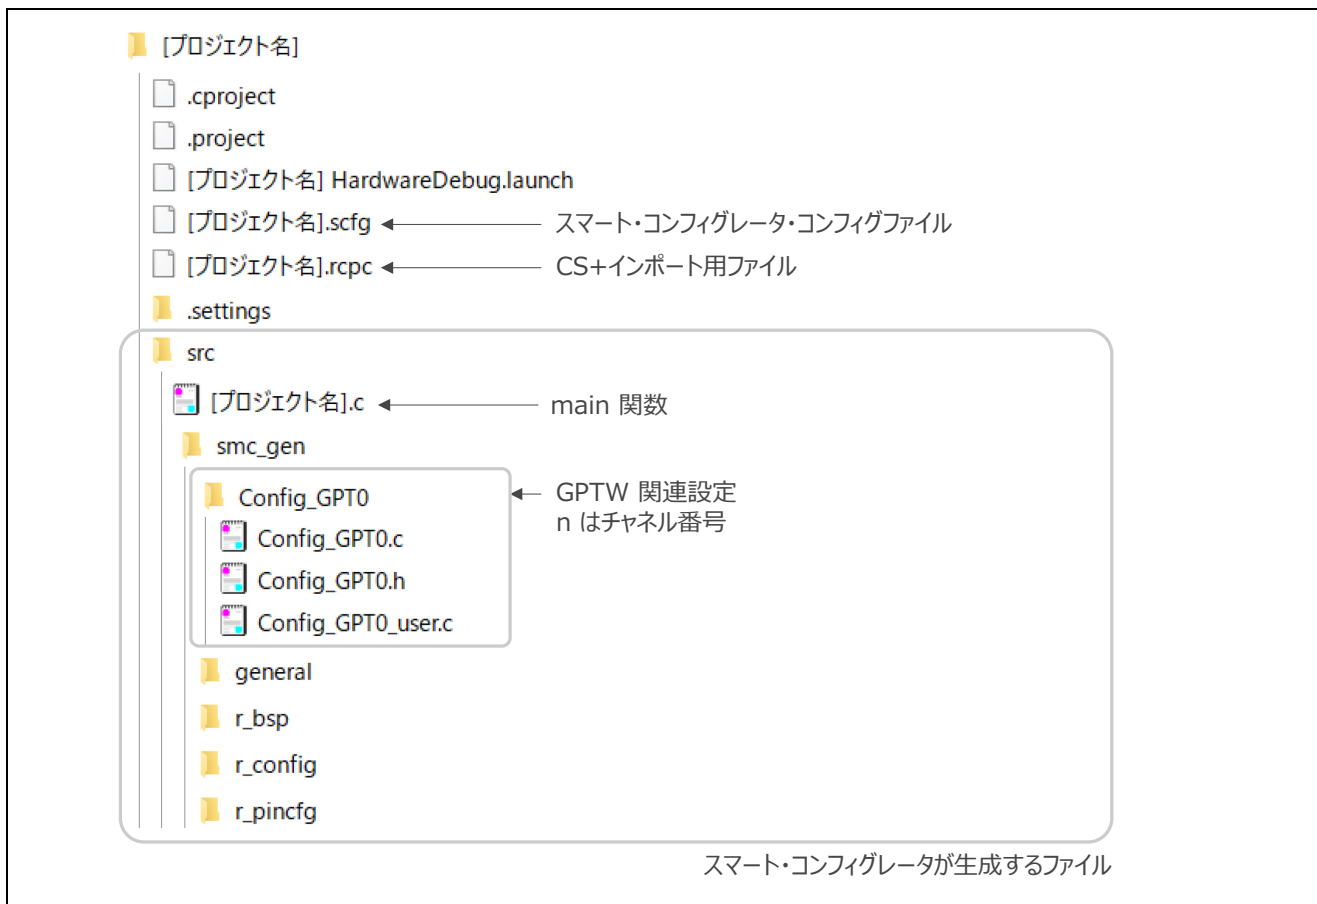 [プロジェクト名]
.cproject
.project
[プロジェクト名] HardwareDebug.launch
[プロジェクト名].scfg スマート・コンフィグレータ・コンフィグファイル
[プロジェクト名].rcpc CS+インポート用ファイル
.settings
src
[プロジェクト名].c main 関数
smc_gen
Config_GPT0 GPTW 関連設定
n はチャネル番号
Config_GPT0.c
Config_GPT0.h
Config_GPT0_user.c
general
r_bsp
r_config
r_pincfg
スマート・コンフィグレータが生成するファイル